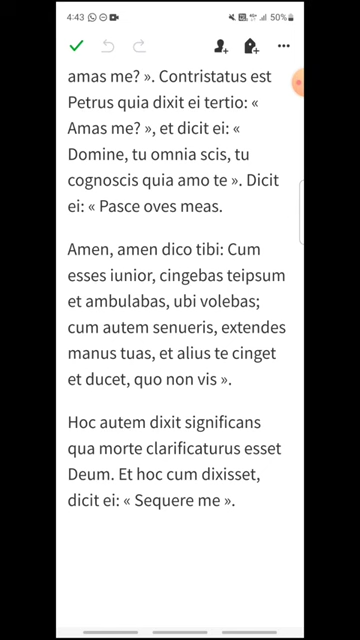 4:43
50%
amas me? ». Contristatus est
Petrus quia dixit ei tertio: «
Amas me? », et dicit ei: «
Domine, tu omnia scis, tu
cognoscis quia amo te ». Dicit
ei: « Pasce oves meas.
Amen, amen dico tibi: Cum
esses iunior, cingebas teipsum
et ambulabas, ubi volebas;
cum autem senueris, extendes
manus tuas, et alius te cinget
et ducet, quo non vis ».
Hoc autem dixit significans
qua morte clarificaturus esset
Deum. Et hoc cum dixisset,
dicit ei: « Sequere me ».